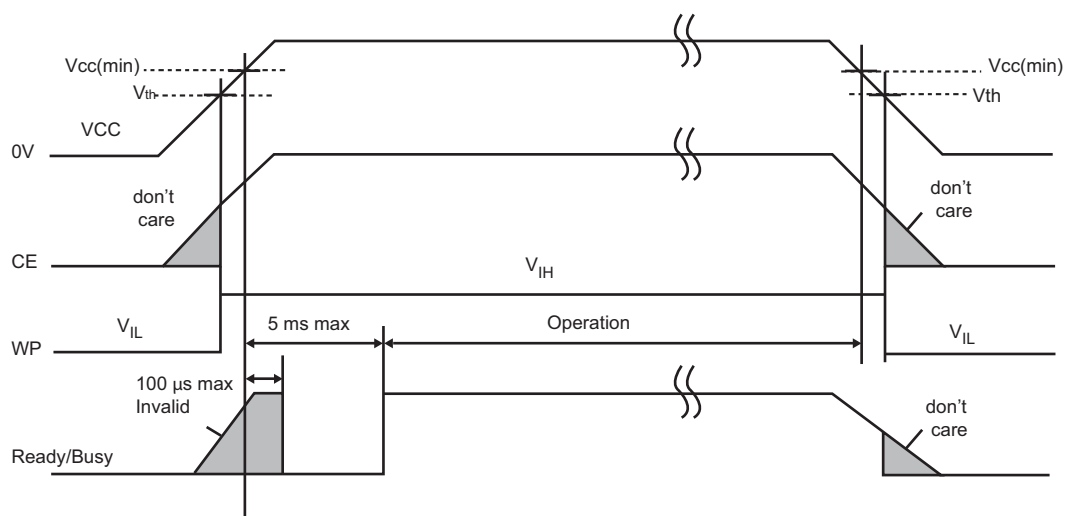 Vcc(min)
Vth
VCC
0V
Vcc(min)
Vth
don't
care
don't
care
CE
VIH
VIL
WP
5 ms max
Operation
VIL
100 µs max
Invalid
don't
care
Ready/Busy